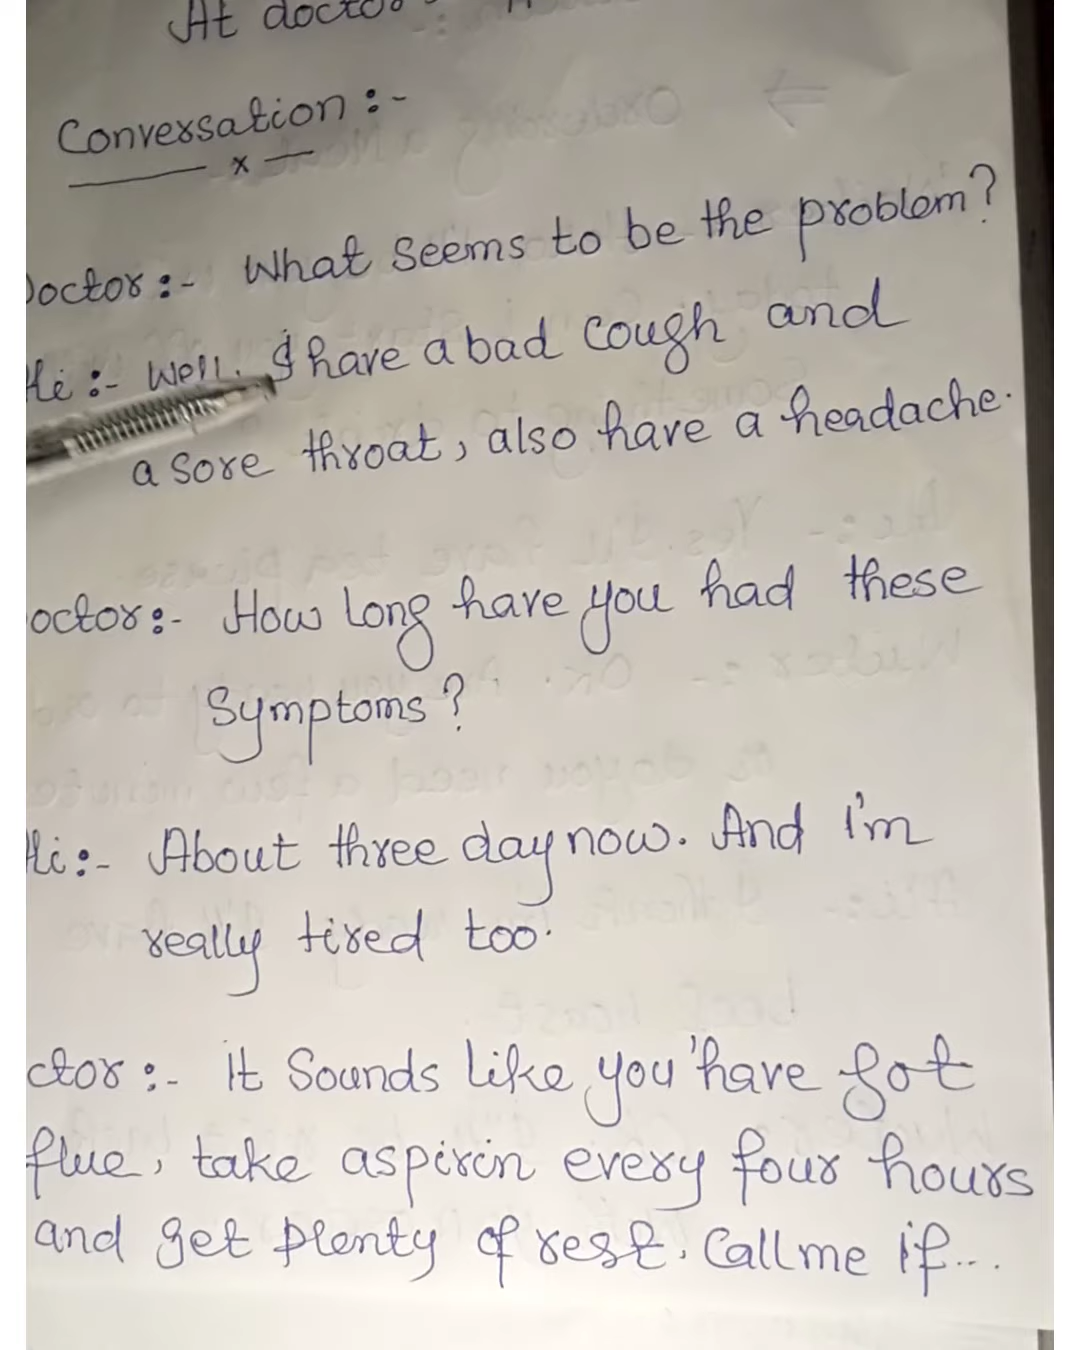 At doctor
Conversation :-
x
Doctor :- What seems to be the problem?
Ali :- Well. I have a bad cough and
a sore throat, also have a headache.
Doctor :- How long have you had these
symptoms?
Ali :- About three day now. And I'm
really tired too.
Doctor :- It sounds like you'have got
flue, take aspirin every four hours
and get plenty of rest. Call me if...